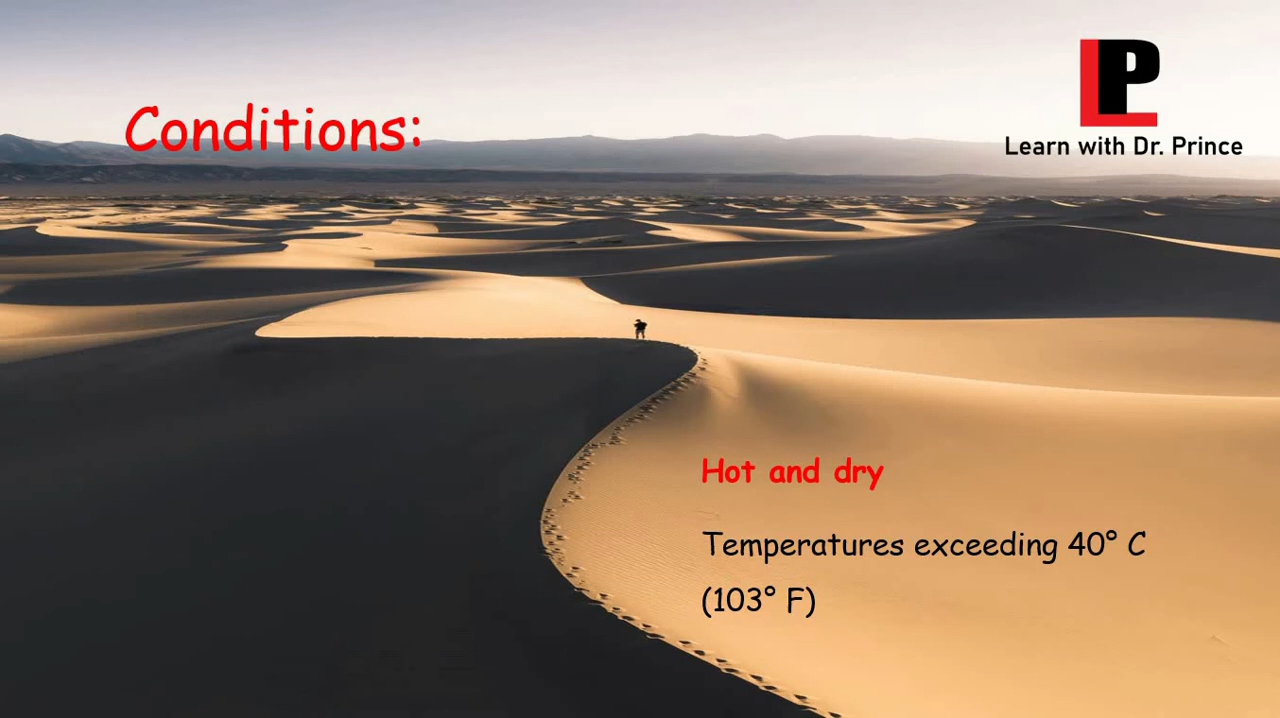 Conditions:
LP
Learn with Dr. Prince
Hot and dry
Temperatures exceeding 40° C
(103° F)